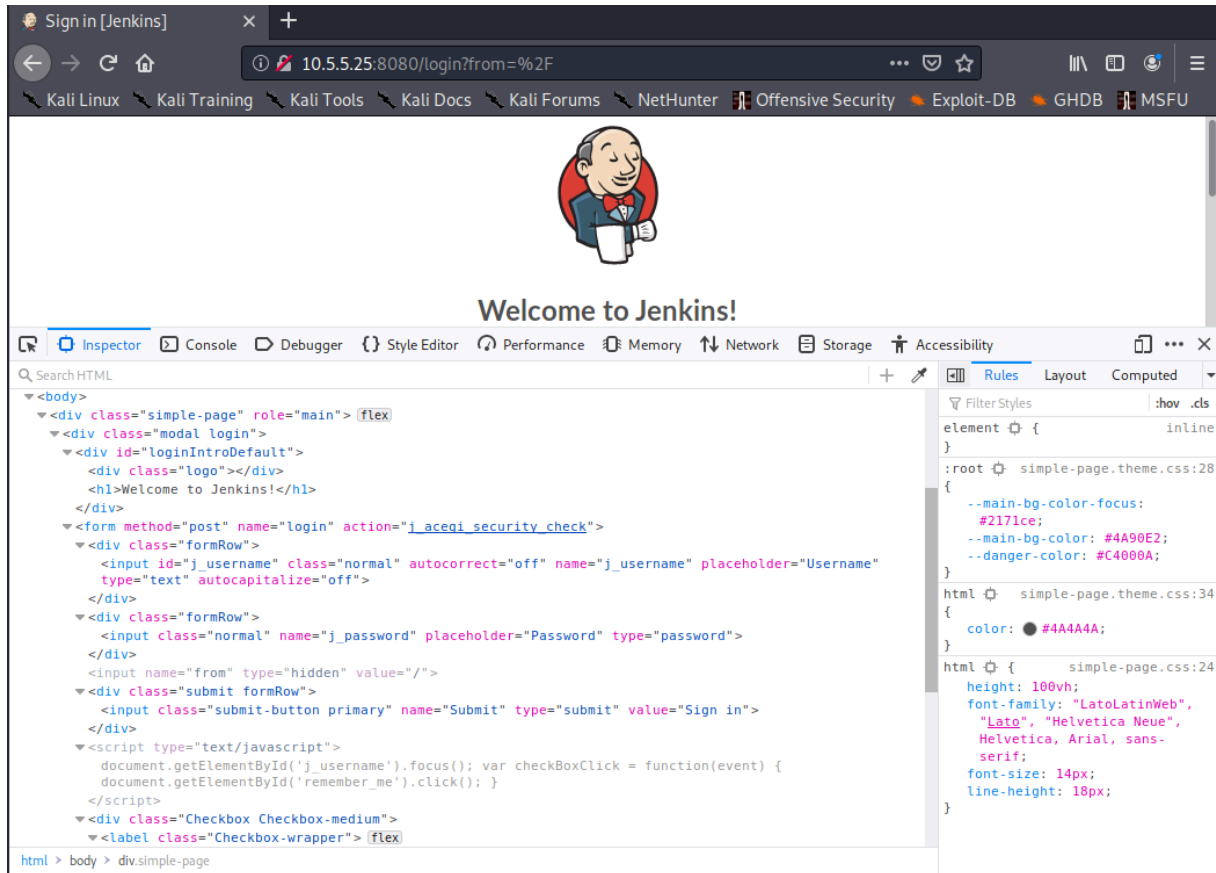 Sign in [Jenkins]
10.5.5.25:8080/login?from=%2F
Kali Linux Kali Training Kali Tools Kali Docs Kali Forums NetHunter Offensive Security Exploit-DB GHDB MSFU
Welcome to Jenkins!
Inspector Console Debugger {} Style Editor Performance Memory Network Storage Accessibility
Search HTML
<body>
<div class="simple-page" role="main"> flex
<div class="modal login">
<div id="loginIntroDefault">
<div class="logo"></div>
<h1>Welcome to Jenkins!</h1>
</div>
<form method="post" name="login" action="j_acegi_security_check">
<div class="formRow">
<input id="j_username" class="normal" autocorrect="off" name="j_username" placeholder="Username"
type="text" autocapitalize="off">
</div>
<div class="formRow">
<input class="normal" name="j_password" placeholder="Password" type="password">
</div>
<input name="from" type="hidden" value="/">
<div class="submit formRow">
<input class="submit-button primary" name="Submit" type="submit" value="Sign in">
</div>
<script type="text/javascript">
document.getElementById('j_username').focus(); var checkBoxClick = function(event) {
document.getElementById('remember_me').click(); }
</script>
<div class="Checkbox Checkbox-medium">
<label class="Checkbox-wrapper"> flex
html > body > div.simple-page
Rules Layout Computed
Filter Styles :hov .cls
element { inline
}
:root simple-page.theme.css:28
{
--main-bg-color-focus:
#2171ce;
--main-bg-color: #4A90E2;
--danger-color: #C4000A;
}
html simple-page.theme.css:34
{
color: #4A4A4A;
}
html { simple-page.css:24
height: 100vh;
font-family: "LatoLatinWeb",
"Lato", "Helvetica Neue",
Helvetica, Arial, sans-
serif;
font-size: 14px;
line-height: 18px;
}